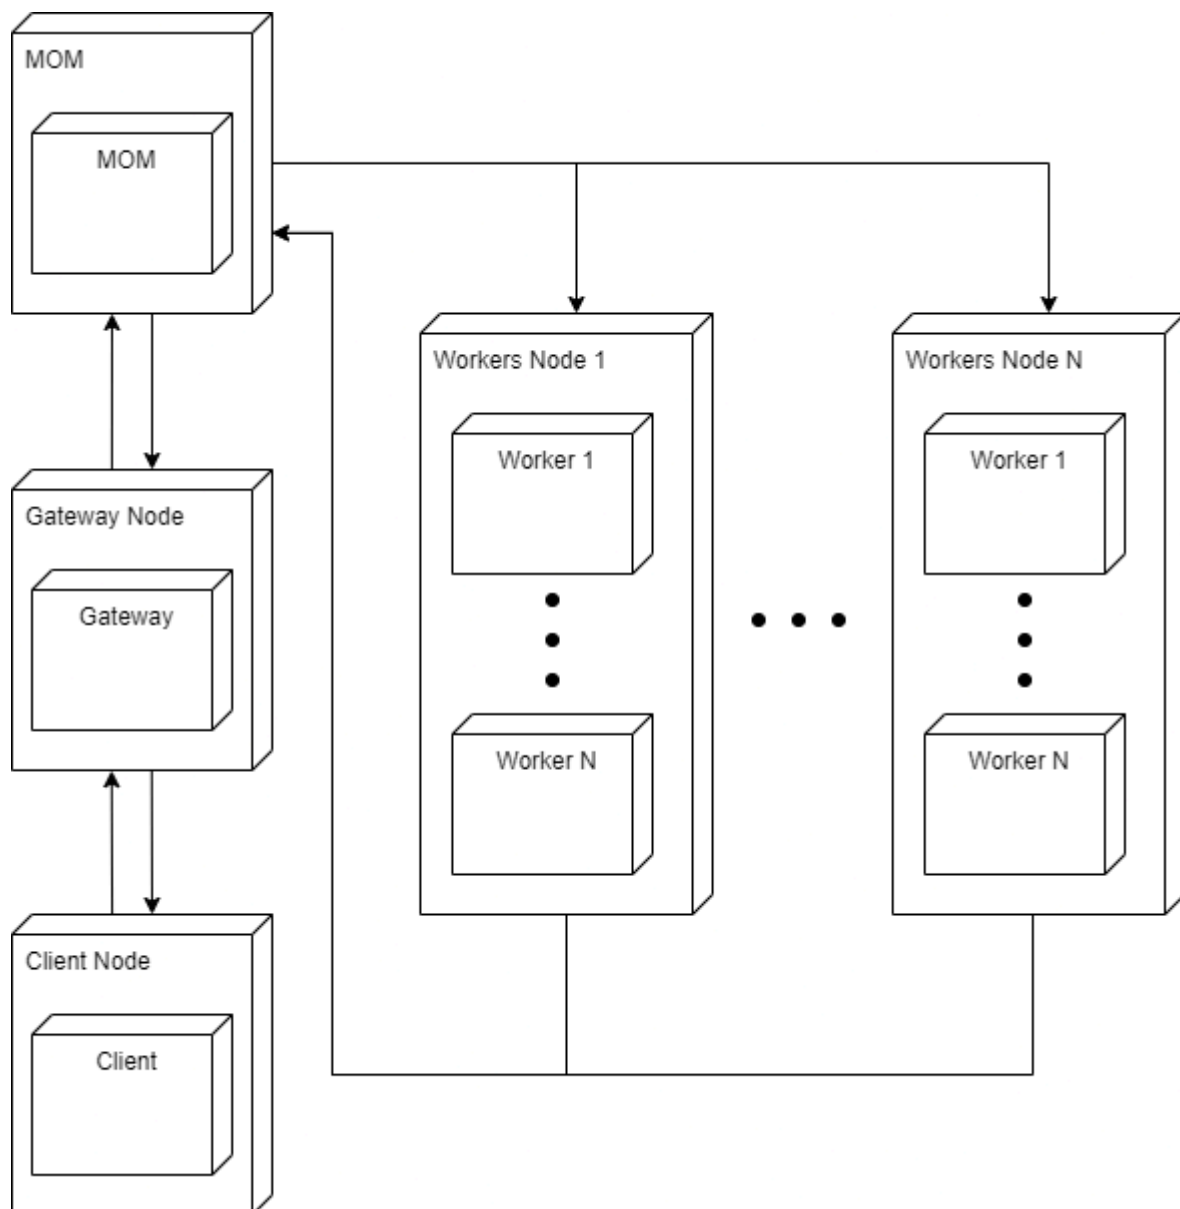 MOM
MOM
Workers Node 1
Workers Node N
Worker 1
Worker 1
Gateway Node
Gateway
Worker N
Worker N
Client Node
Client